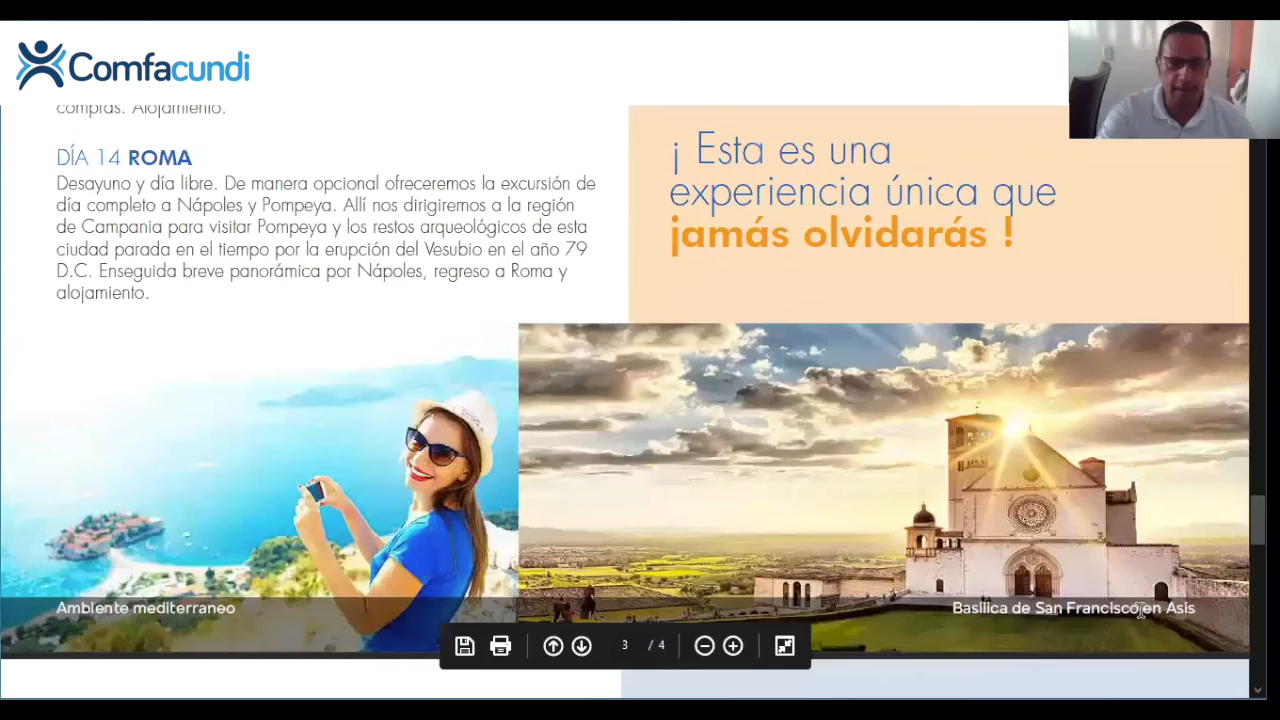 Comfacundi
compras. Alojamiento.
DÍA 14 ROMA
Desayuno y día libre. De manera opcional ofreceremos la excursión de
día completo a Nápoles y Pompeya. Allí nos dirigiremos a la región
de Campania para visitar Pompeya y los restos arqueológicos de esta
ciudad parada en el tiempo por la erupción del Vesubio en el año 79
D.C. Enseguida breve panorámica por Nápoles, regreso a Roma y
alojamiento.
¡ Esta es una
experiencia única que
jamás olvidarás !
Ambiente mediterraneo
Basílica de San Francisco en Asis
3 / 4